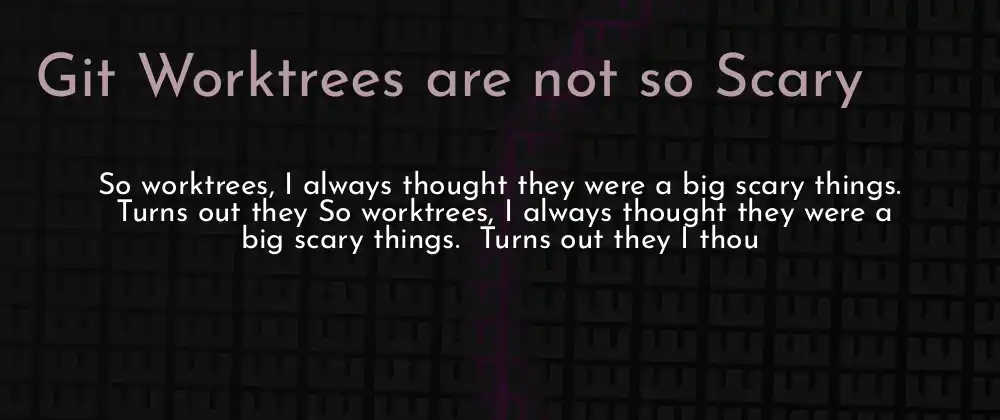 Git Worktrees are not so Scary
So worktrees, I always thought they were a big scary things.
Turns out they So worktrees, I always thought they were a
big scary things.  Turns out they I thou